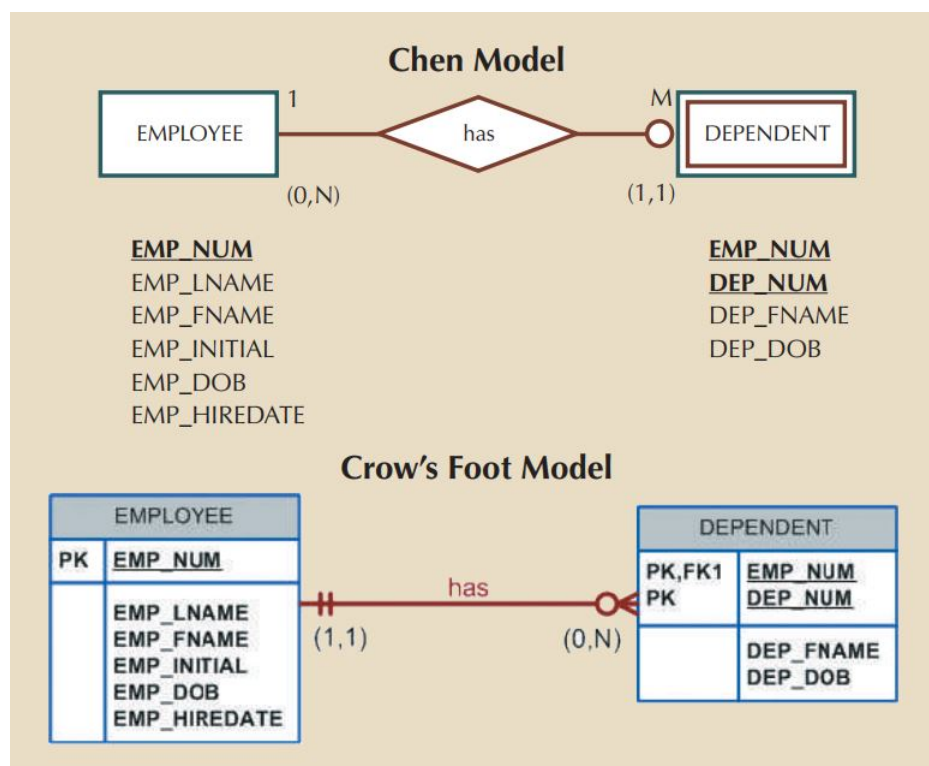 Chen Model
1
M
EMPLOYEE
has
DEPENDENT
(0,N)
(1,1)
EMP_NUM
EMP_LNAME
EMP_FNAME
EMP_INITIAL
EMP_DOB
EMP_HIREDATE
EMP_NUM
DEP_NUM
DEP_FNAME
DEP_DOB
Crow's Foot Model
EMPLOYEE
PK EMP_NUM
EMP_LNAME
EMP_FNAME
EMP_INITIAL
EMP_DOB
EMP_HIREDATE
has
(1,1)
(0,N)
DEPENDENT
PK,FK1 EMP_NUM
PK DEP_NUM
DEP_FNAME
DEP_DOB